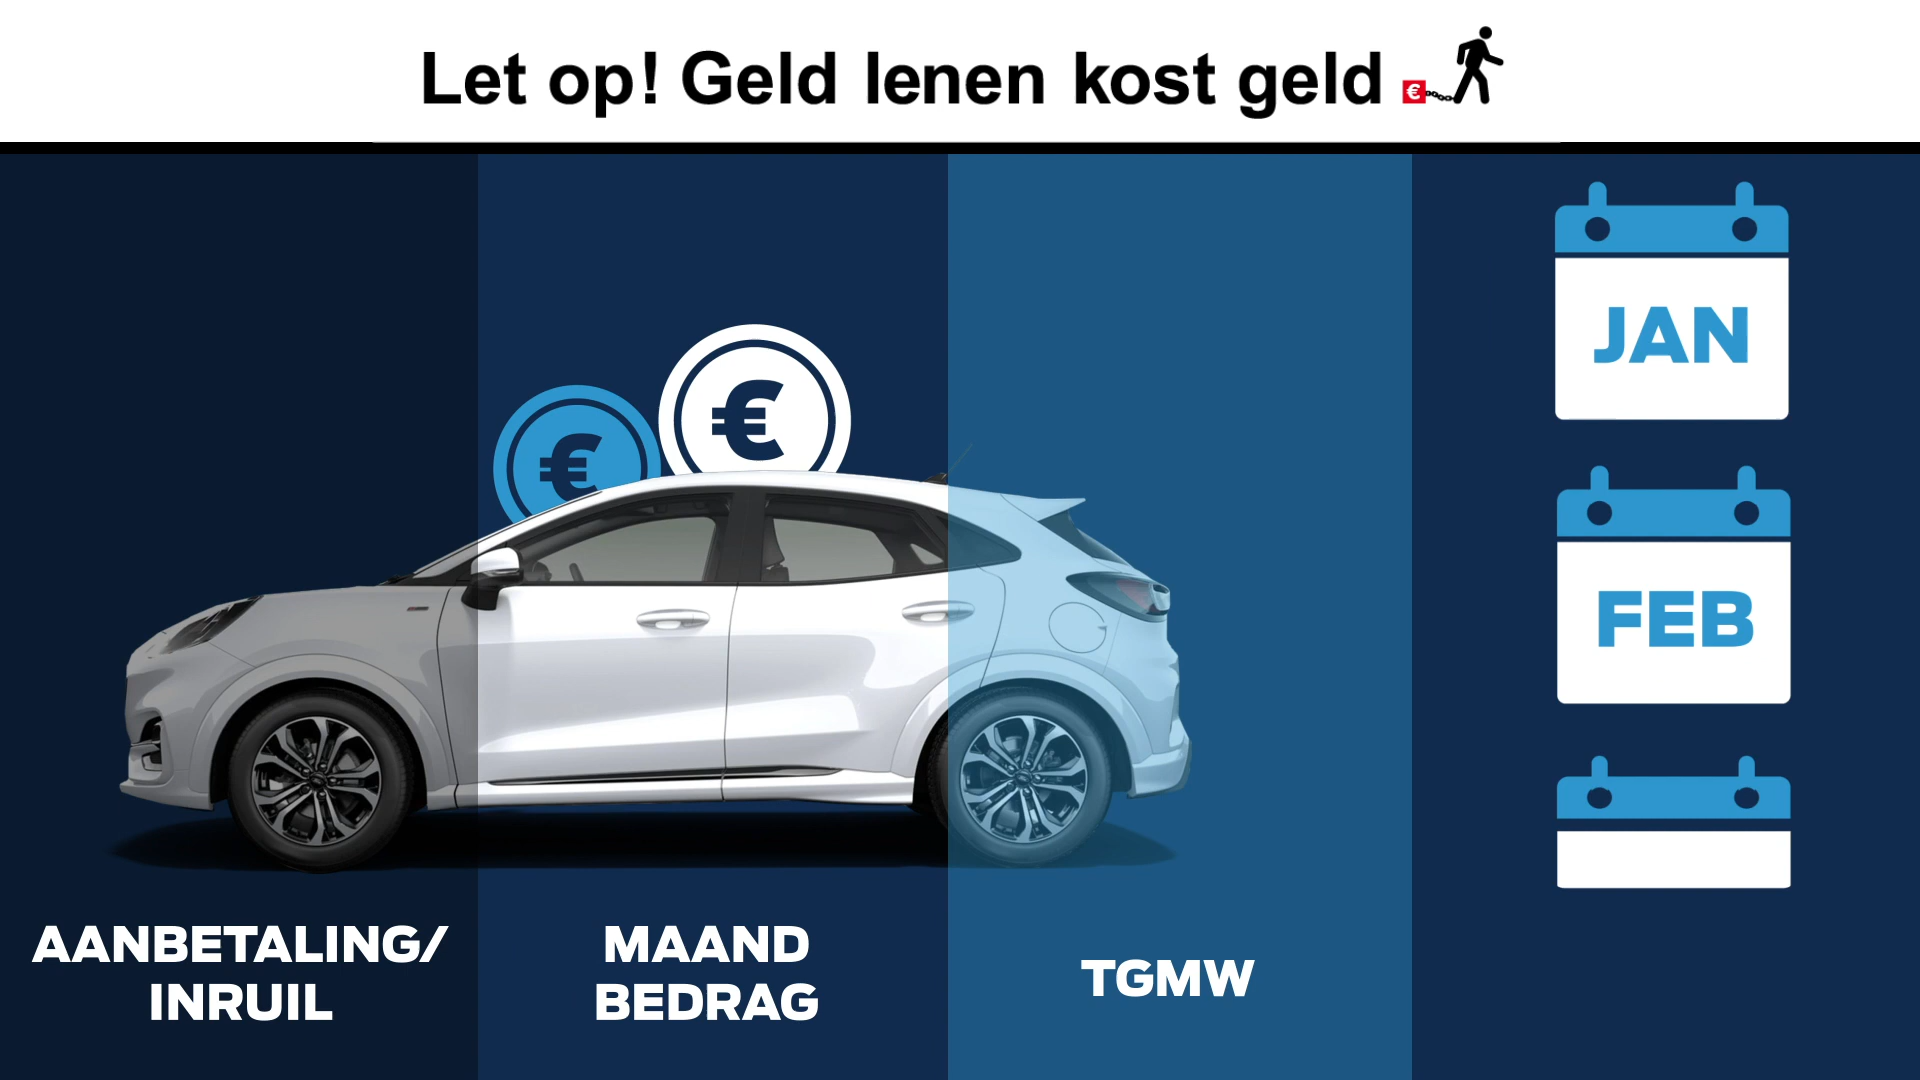 Let op! Geld lenen kost geld €
€
€
JAN
FEB
AANBETALING/
INRUIL
MAAND
BEDRAG
TGMW